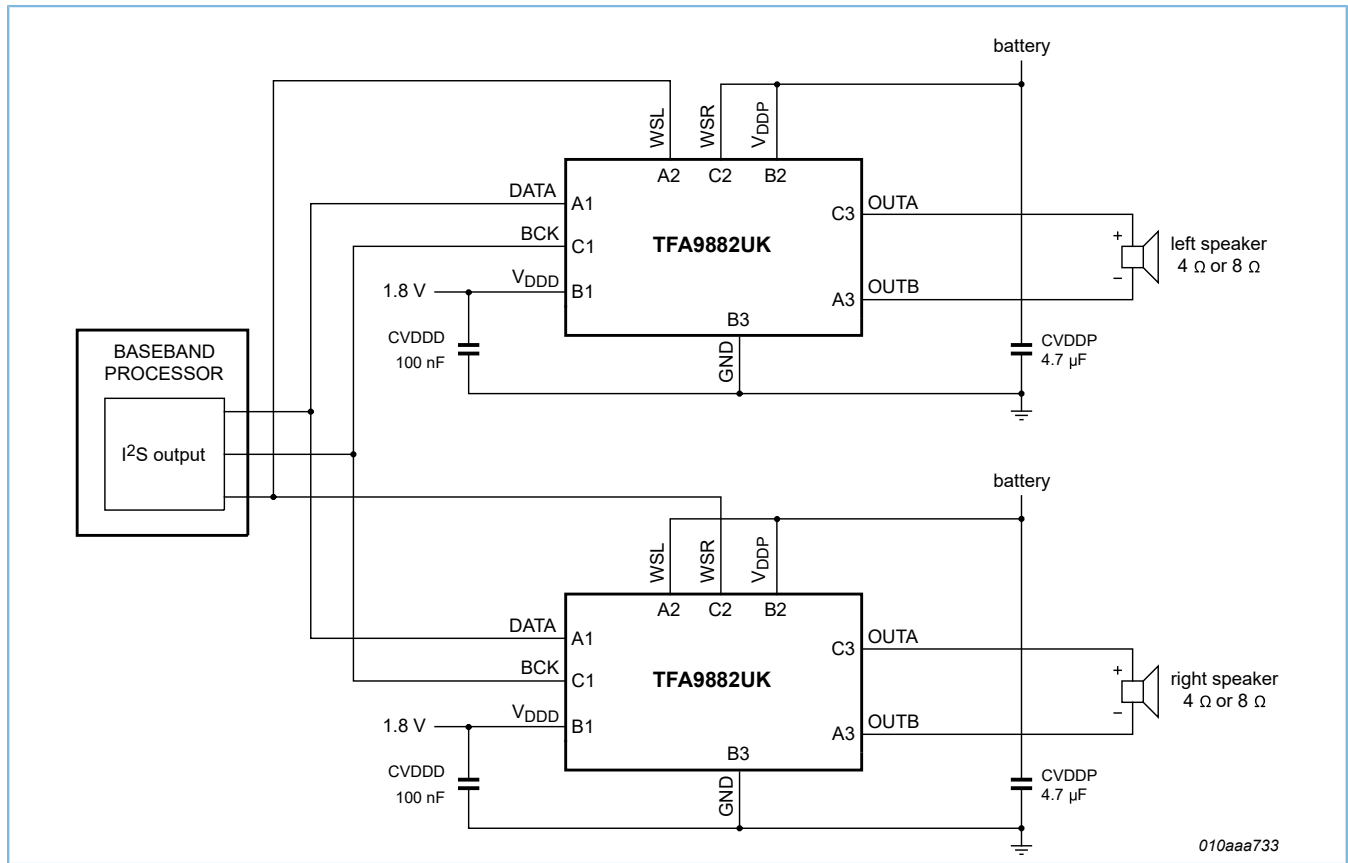 battery
WSL
WSR
VDDP
A2
C2
B2
DATA
A1
C3
OUTA
BCK
C1
TFA9882UK
+
left speaker
4 Ω or 8 Ω
−
1.8 V
VDDD
B1
A3
OUTB
B3
GND
CVDDD
100 nF
CVDDP
4.7 µF
BASEBAND
PROCESSOR
I2S output
battery
WSL
WSR
VDDP
A2
C2
B2
DATA
A1
C3
OUTA
BCK
C1
TFA9882UK
+
right speaker
4 Ω or 8 Ω
−
1.8 V
VDDD
B1
A3
OUTB
B3
GND
CVDDD
100 nF
CVDDP
4.7 µF
010aaa733